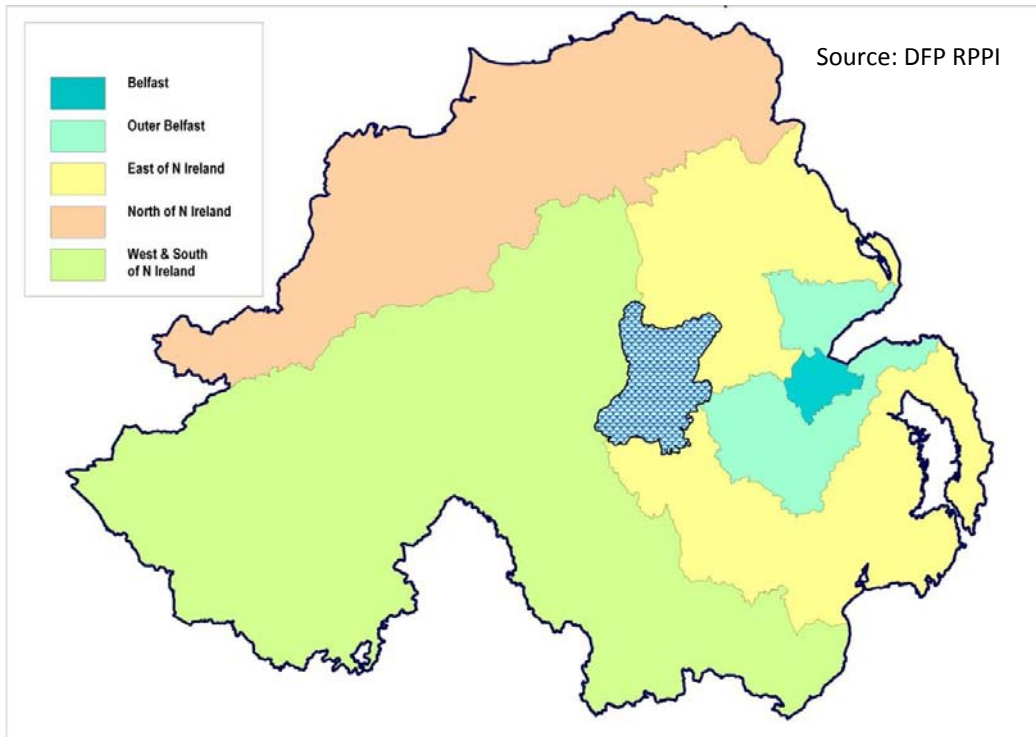 Source: DFP RPPI
Belfast
Outer Belfast
East of N Ireland
North of N Ireland
West & South
of N Ireland